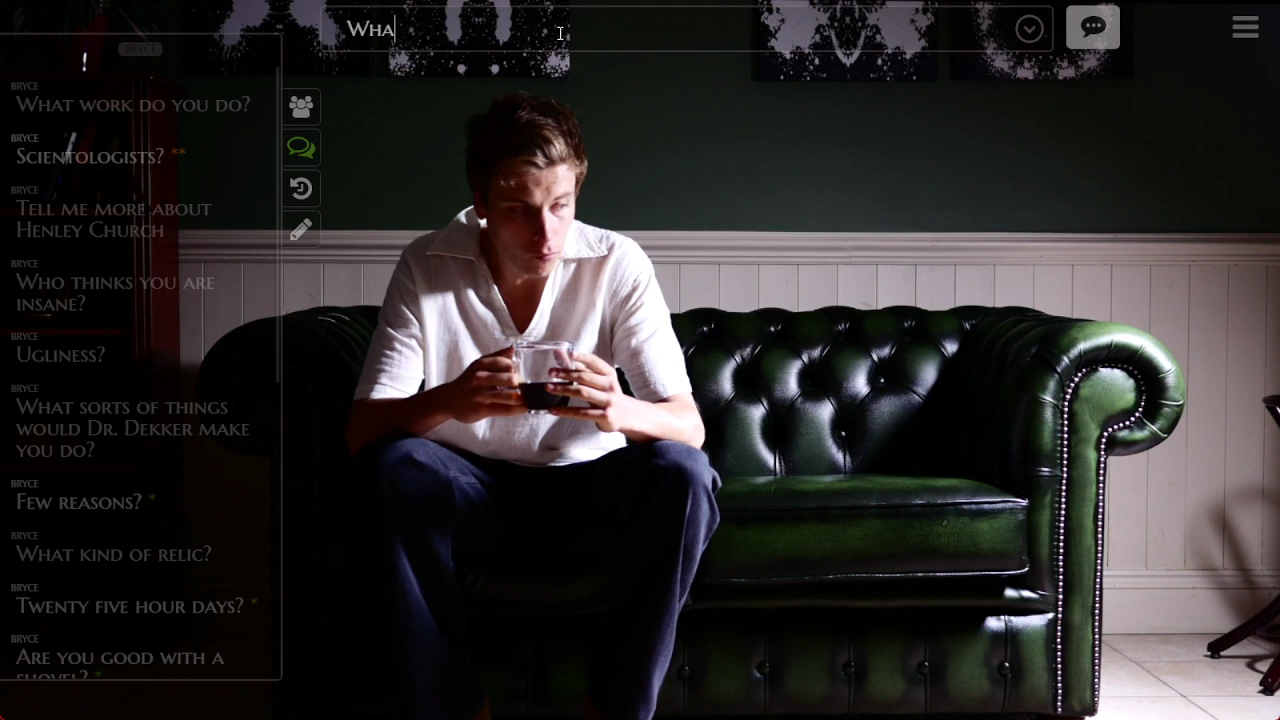 Wha
BRYCE
BRYCE
What work do you do?
BRYCE
Scientologists? **
BRYCE
Tell me more about
Henley Church
BRYCE
Who thinks you are
insane?
BRYCE
Ugliness?
BRYCE
What sorts of things
would Dr. Dekker make
you do?
BRYCE
Few reasons? *
BRYCE
What kind of relic?
BRYCE
Twenty five hour days? *
BRYCE
Are you good with a
shovel? *